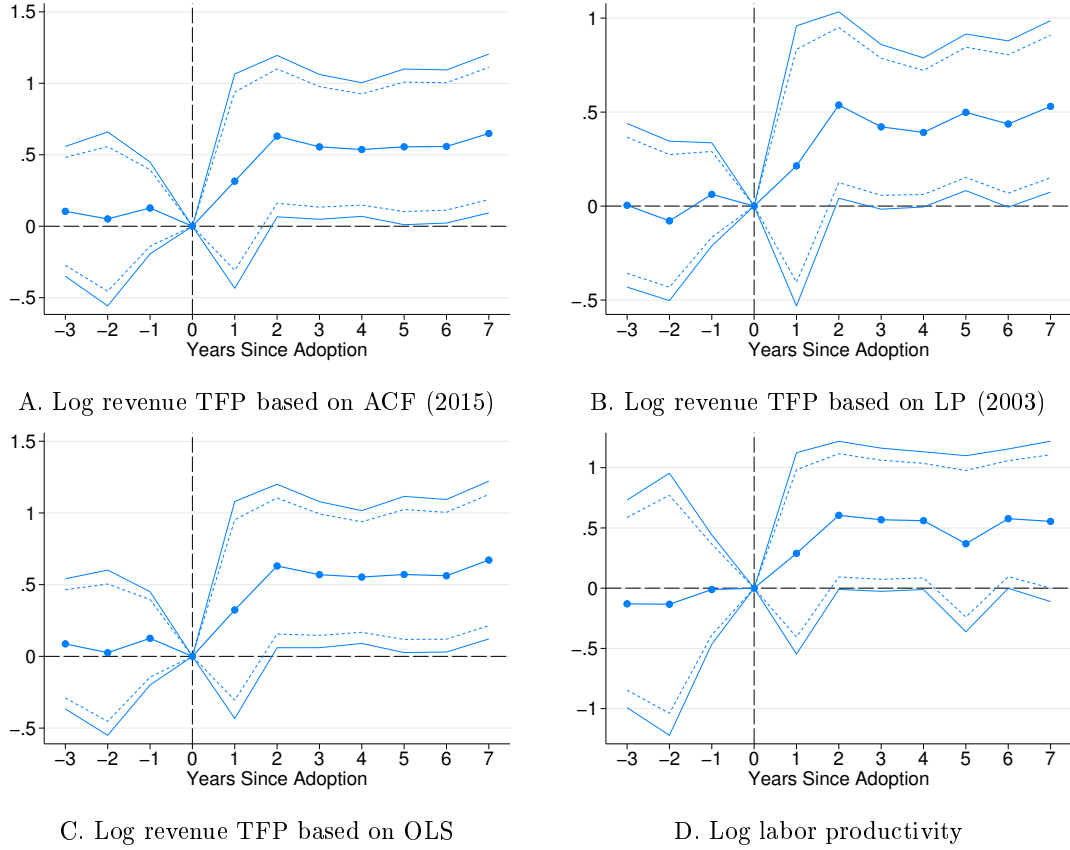 1.5
1
.5
0
−.5
−3 −2 −1 0 1 2 3 4 5 6 7
Years Since Adoption
A. Log revenue TFP based on ACF (2015)
1
.5
0
−.5
−3 −2 −1 0 1 2 3 4 5 6 7
Years Since Adoption
B. Log revenue TFP based on LP (2003)
1.5
1
.5
0
−.5
−3 −2 −1 0 1 2 3 4 5 6 7
Years Since Adoption
C. Log revenue TFP based on OLS
1
.5
0
−.5
−1
−3 −2 −1 0 1 2 3 4 5 6 7
Years Since Adoption
D. Log labor productivity